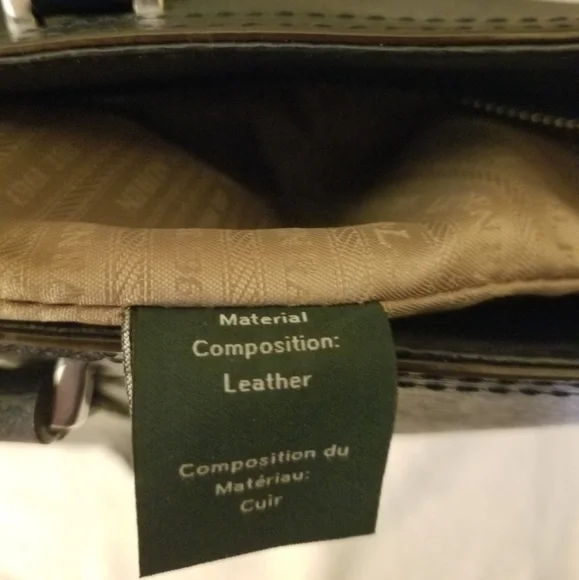 Material
Composition:
Leather
Composition du
Matériau:
Cuir